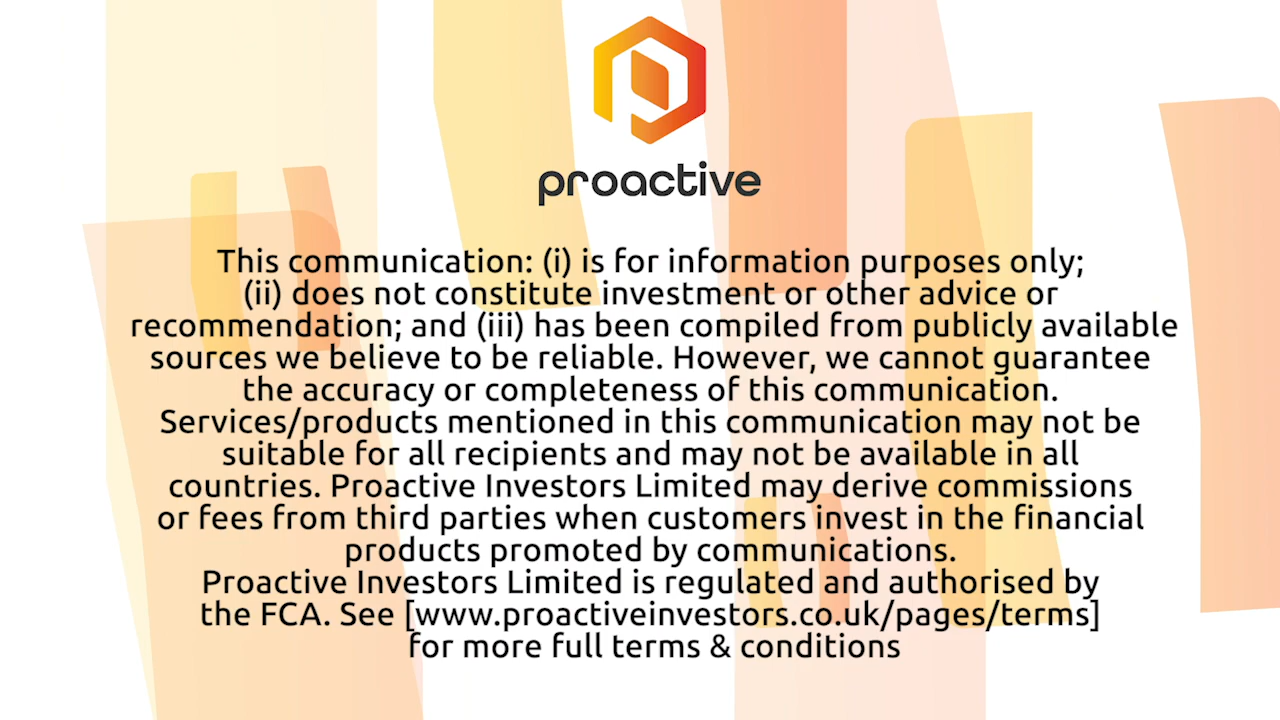 proactive
This communication: (i) is for information purposes only;
(ii) does not constitute investment or other advice or
recommendation; and (iii) has been compiled from publicly available
sources we believe to be reliable. However, we cannot guarantee
the accuracy or completeness of this communication.
Services/products mentioned in this communication may not be
suitable for all recipients and may not be available in all
countries. Proactive Investors Limited may derive commissions
or fees from third parties when customers invest in the financial
products promoted by communications.
Proactive Investors Limited is regulated and authorised by
the FCA. See [www.proactiveinvestors.co.uk/pages/terms]
for more full terms & conditions